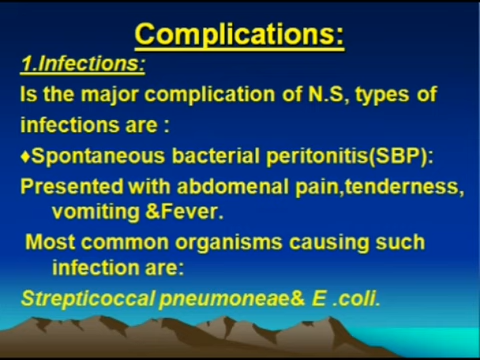 Complications:
1.Infections:
Is the major complication of N.S, types of
infections are :
♦Spontaneous bacterial peritonitis(SBP):
Presented with abdomenal pain,tenderness,
vomiting &Fever.
Most common organisms causing such
infection are:
Strepticoccal pneumoneae& E .coli.